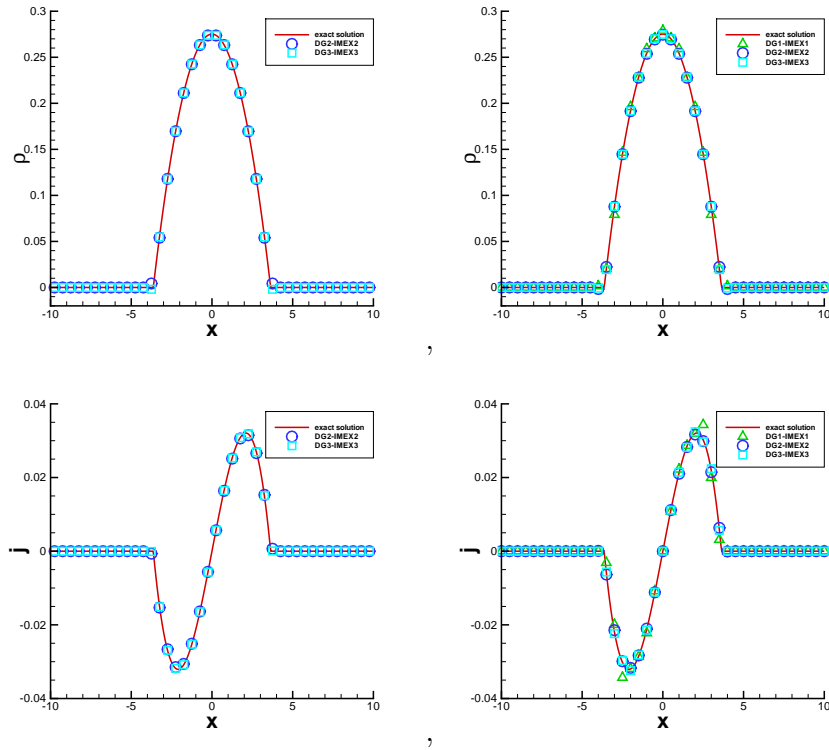 exact solution
DG2-IMEX2
DG3-IMEX3
0.3
0.25
0.2
0.15
0.1
0.05
0
ρ
-10
-5
0
5
10
x
,
exact solution
DG1-IMEX1
DG2-IMEX2
DG3-IMEX3
0.3
0.25
0.2
0.15
0.1
0.05
0
ρ
-10
-5
0
5
10
x
exact solution
DG2-IMEX2
DG3-IMEX3
0.04
0.02
0
-0.02
-0.04
j
-10
-5
0
5
10
x
,
exact solution
DG1-IMEX1
DG2-IMEX2
DG3-IMEX3
0.04
0.02
0
-0.02
-0.04
j
-10
-5
0
5
10
x